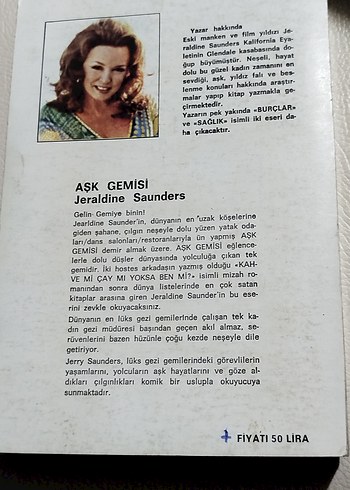 Yazar hakkında
Eski manken ve film yıldızı Je-
raldine Saunders Kalifornia Eya-
letinin Glendale kasabasında do-
ğup büyümüştür. Neşeli, hayat
dolu bu güzel kadın zamanını en
sevdiği, aşk, yıldız falı ve bes-
lenme konuları hakkında araştır-
malar yapıp kitap yazmakla ge-
çirmektedir.
Yazarın pek yakında «BURÇLAR»
ve «SAĞLIK» isimli iki eseri da-
ha çıkacaktır.
AŞK GEMİSİ
Jeraldine Saunders
Gelin Gemiye binin!
Jearldine Saunder'in, dünyanın en uzak köşelerine
giden şahane, çılgın neşeyle dolu yüzen yatak oda-
ları/dans salonları/restoranlarıyla ün yapmış AŞK
GEMİSİ demir almak üzere. AŞK GEMİSİ eğlence-
lerle dolu düşler dünyasında yolculuğa çıkan tek
gemidir. İki hostes arkadaşın yazmış olduğu «KAH-
VE Mİ ÇAY MI YOKSA BEN Mİ?» isimli mizah ro-
manından sonra dünya listelerinde en çok satan
kitaplar arasına giren Jeraldine Saunder'in bu ese-
rini zevkle okuyacaksınız.
Dünyanın en lüks gezi gemilerinde çalışan tek ka-
dın gezi müdüresi başından geçen akıl almaz, se-
rüvenlerini bazen hüzünle çoğu kezde neşeyle dile
getiriyor.
Jerry Saunders, lüks gezi gemilerindeki görevlilerin
yaşamlarını, yolcuların aşk hayatlarını ve göze al-
dıkları çılgınlıkları komik bir uslupla okuyucuya
sunmaktadır.
FİYATI 50 LİRA